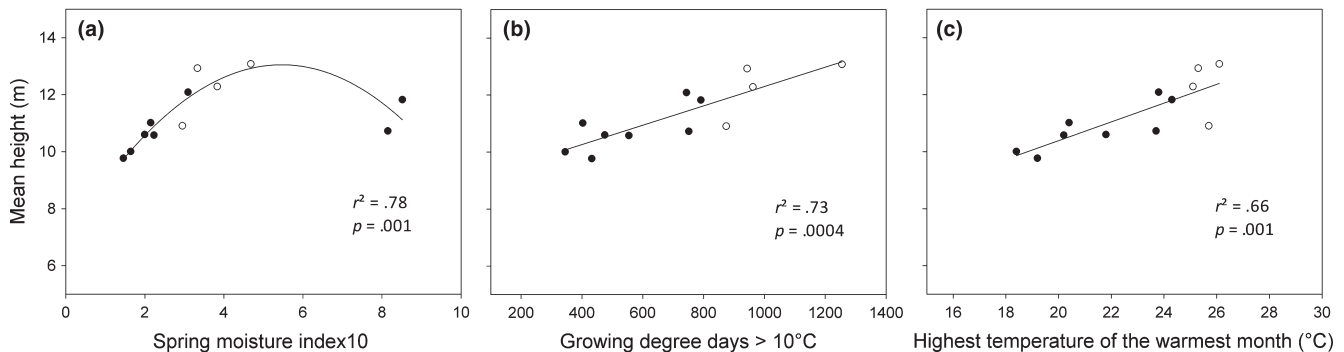 (a)
(b)
(c)
Mean height (m)
14
12
10
8
6
r² = .78
p = .001
r² = .73
p = .0004
r² = .66
p = .001
0 2 4 6 8 10
200 400 600 800 1000 1200 1400
16 18 20 22 24 26 28 30
Spring moisture index10
Growing degree days > 10°C
Highest temperature of the warmest month (°C)